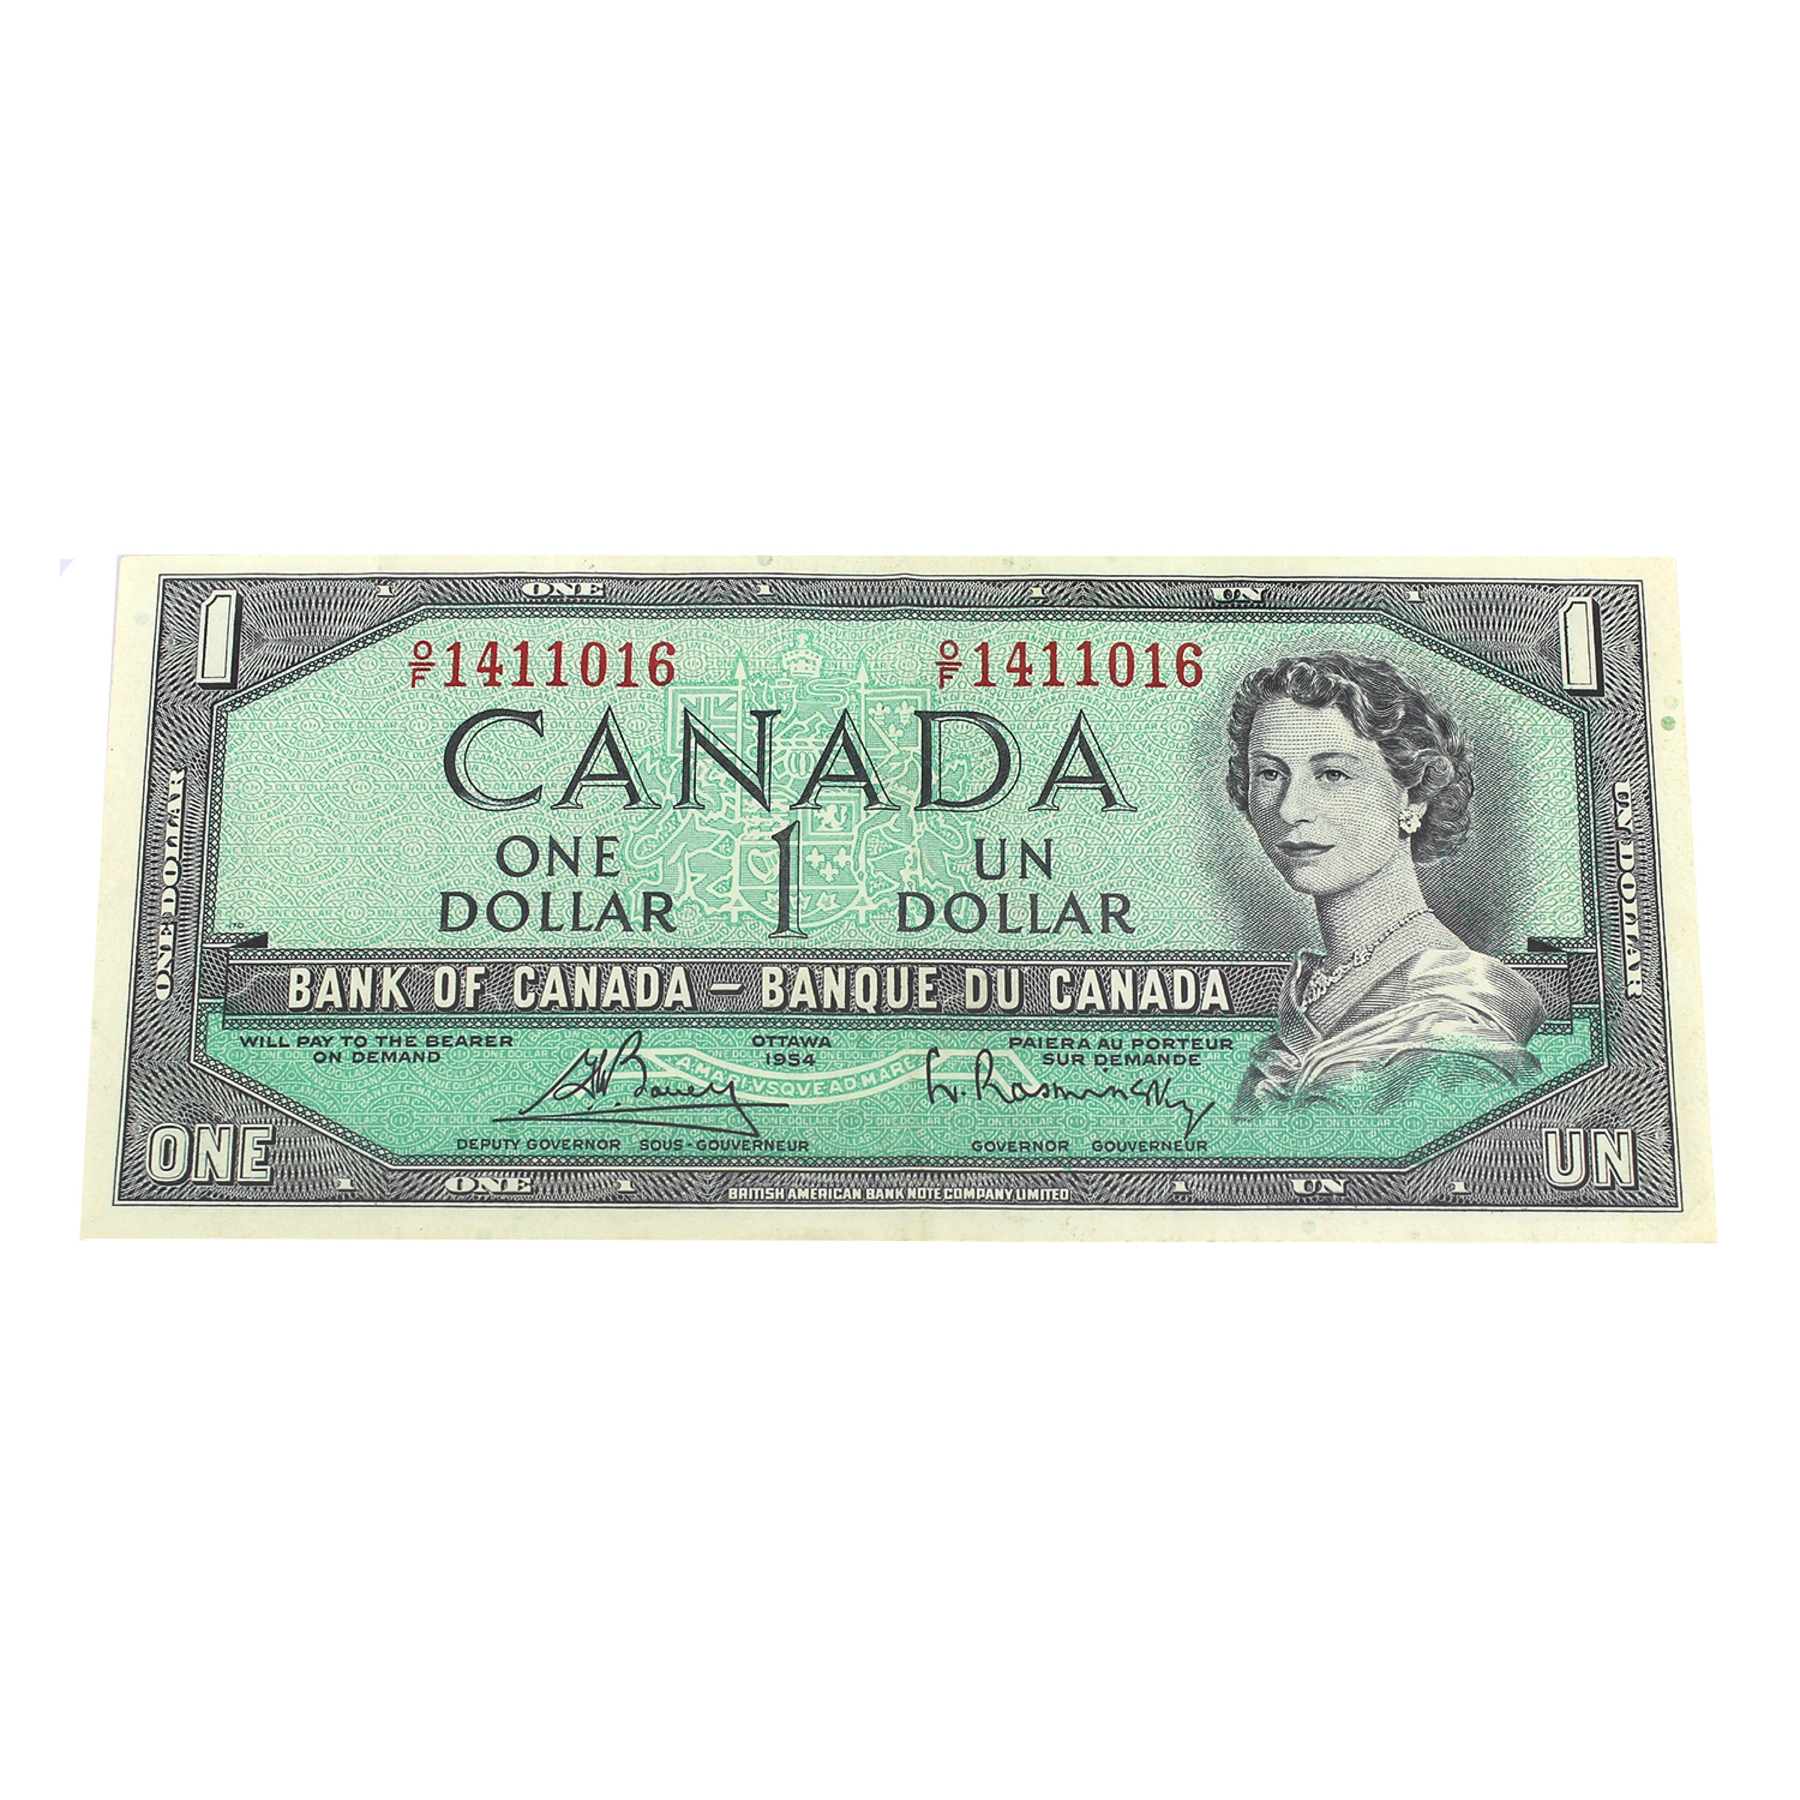 1 ONE 1 1 UN 1 1
O/F 1411016 O/F 1411016
CANADA
ONE 1 UN
DOLLAR DOLLAR
ONE DOLLAR
UN DOLLAR
BANK OF CANADA – BANQUE DU CANADA
WILL PAY TO THE BEARER OTTAWA PAIERA AU PORTEUR
ON DEMAND 1954 SUR DEMANDE
A MARI VSQVE AD MARE
L. Rasminsky
DEPUTY GOVERNOR SOUS-GOUVERNEUR GOVERNOR GOUVERNEUR
ONE UN
1 ONE 1 BRITISH AMERICAN BANK NOTE COMPANY LIMITED 1 UN 1